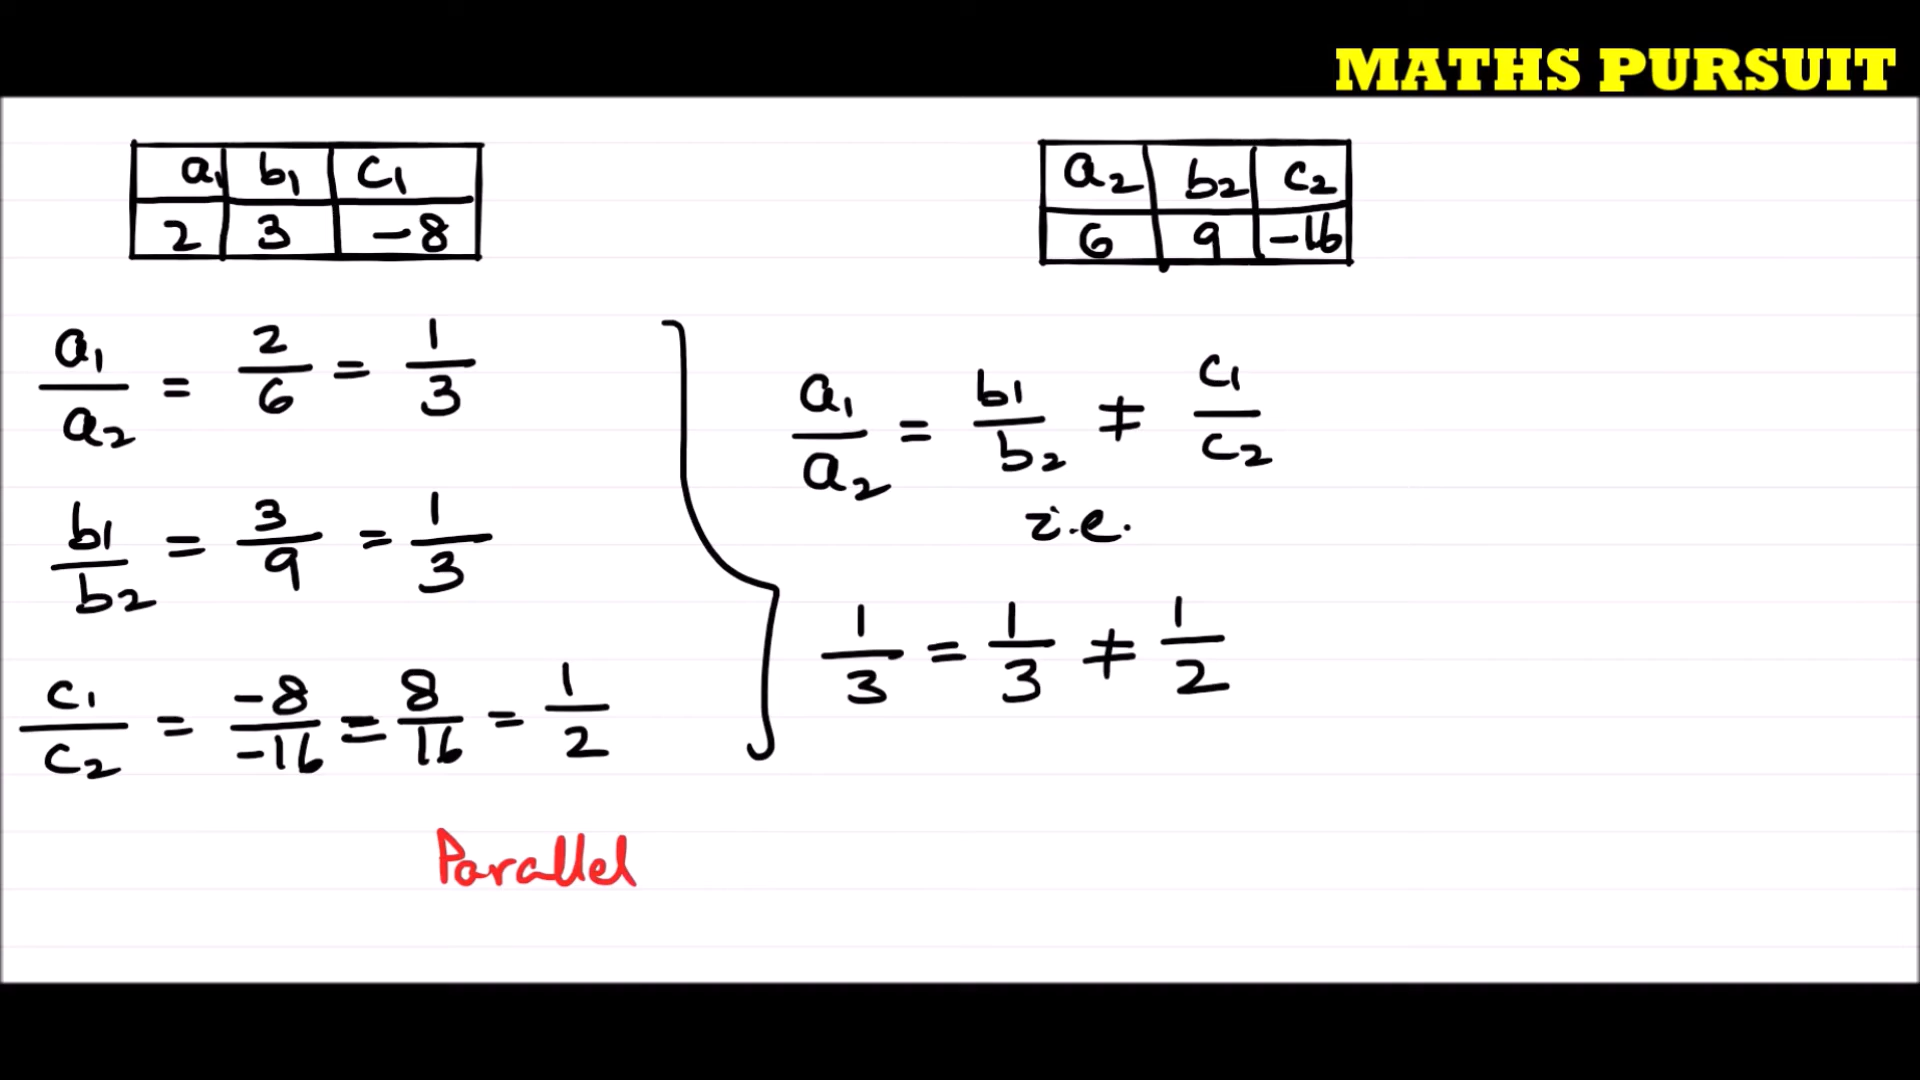 MATHS PURSUIT
a₁ b₁ c₁
2 3 -8
a₂ b₂ c₂
6 9 -16
a₁/a₂ = 2/6 = 1/3
b₁/b₂ = 3/9 = 1/3
c₁/c₂ = -8/-16 = 8/16 = 1/2
a₁/a₂ = b₁/b₂ ≠ c₁/c₂
i.e.
1/3 = 1/3 ≠ 1/2
Parallel